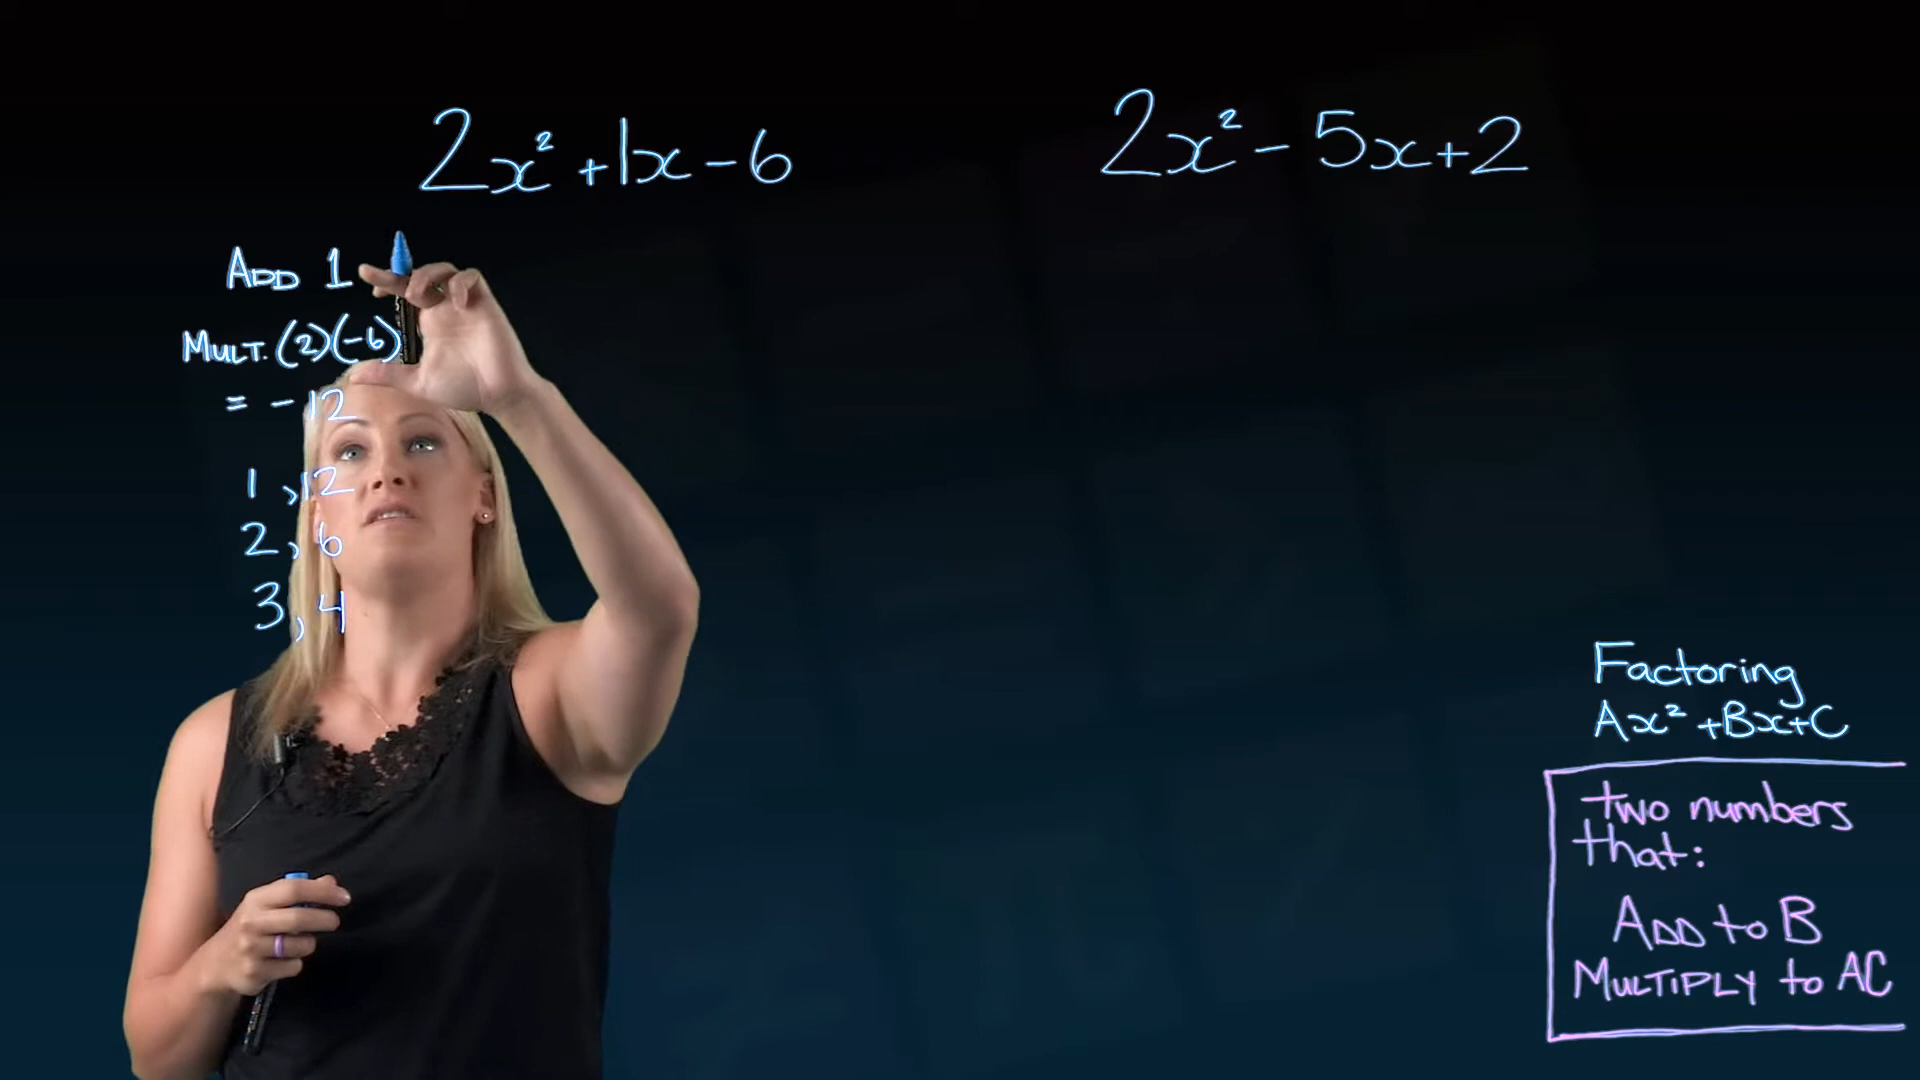 2x² + 1x - 6
ADD 1
MULT. (2)(-6)
= -12
1, 12
2, 6
3, 4
2x² - 5x + 2
Factoring
Ax² + Bx + C
two numbers
that:
ADD to B
MULTIPLY to AC